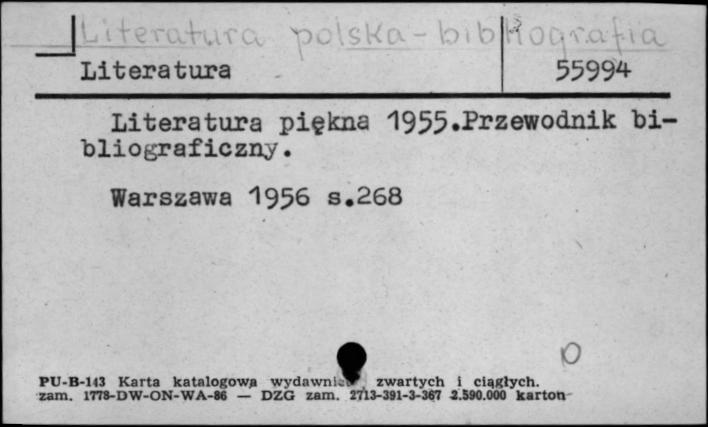 Literatura polska - bibliografia
Literatura 55994
Literatura piękna 1955.Przewodnik bi-
bliograficzny.
Warszawa 1956 s.268
PU-B-143 Karta katalogowa zwartych i ciągłych.
zam. 1778-DW-ON-WA-86 — DZG zam. 2713-391-3-367 2.590.000 karton